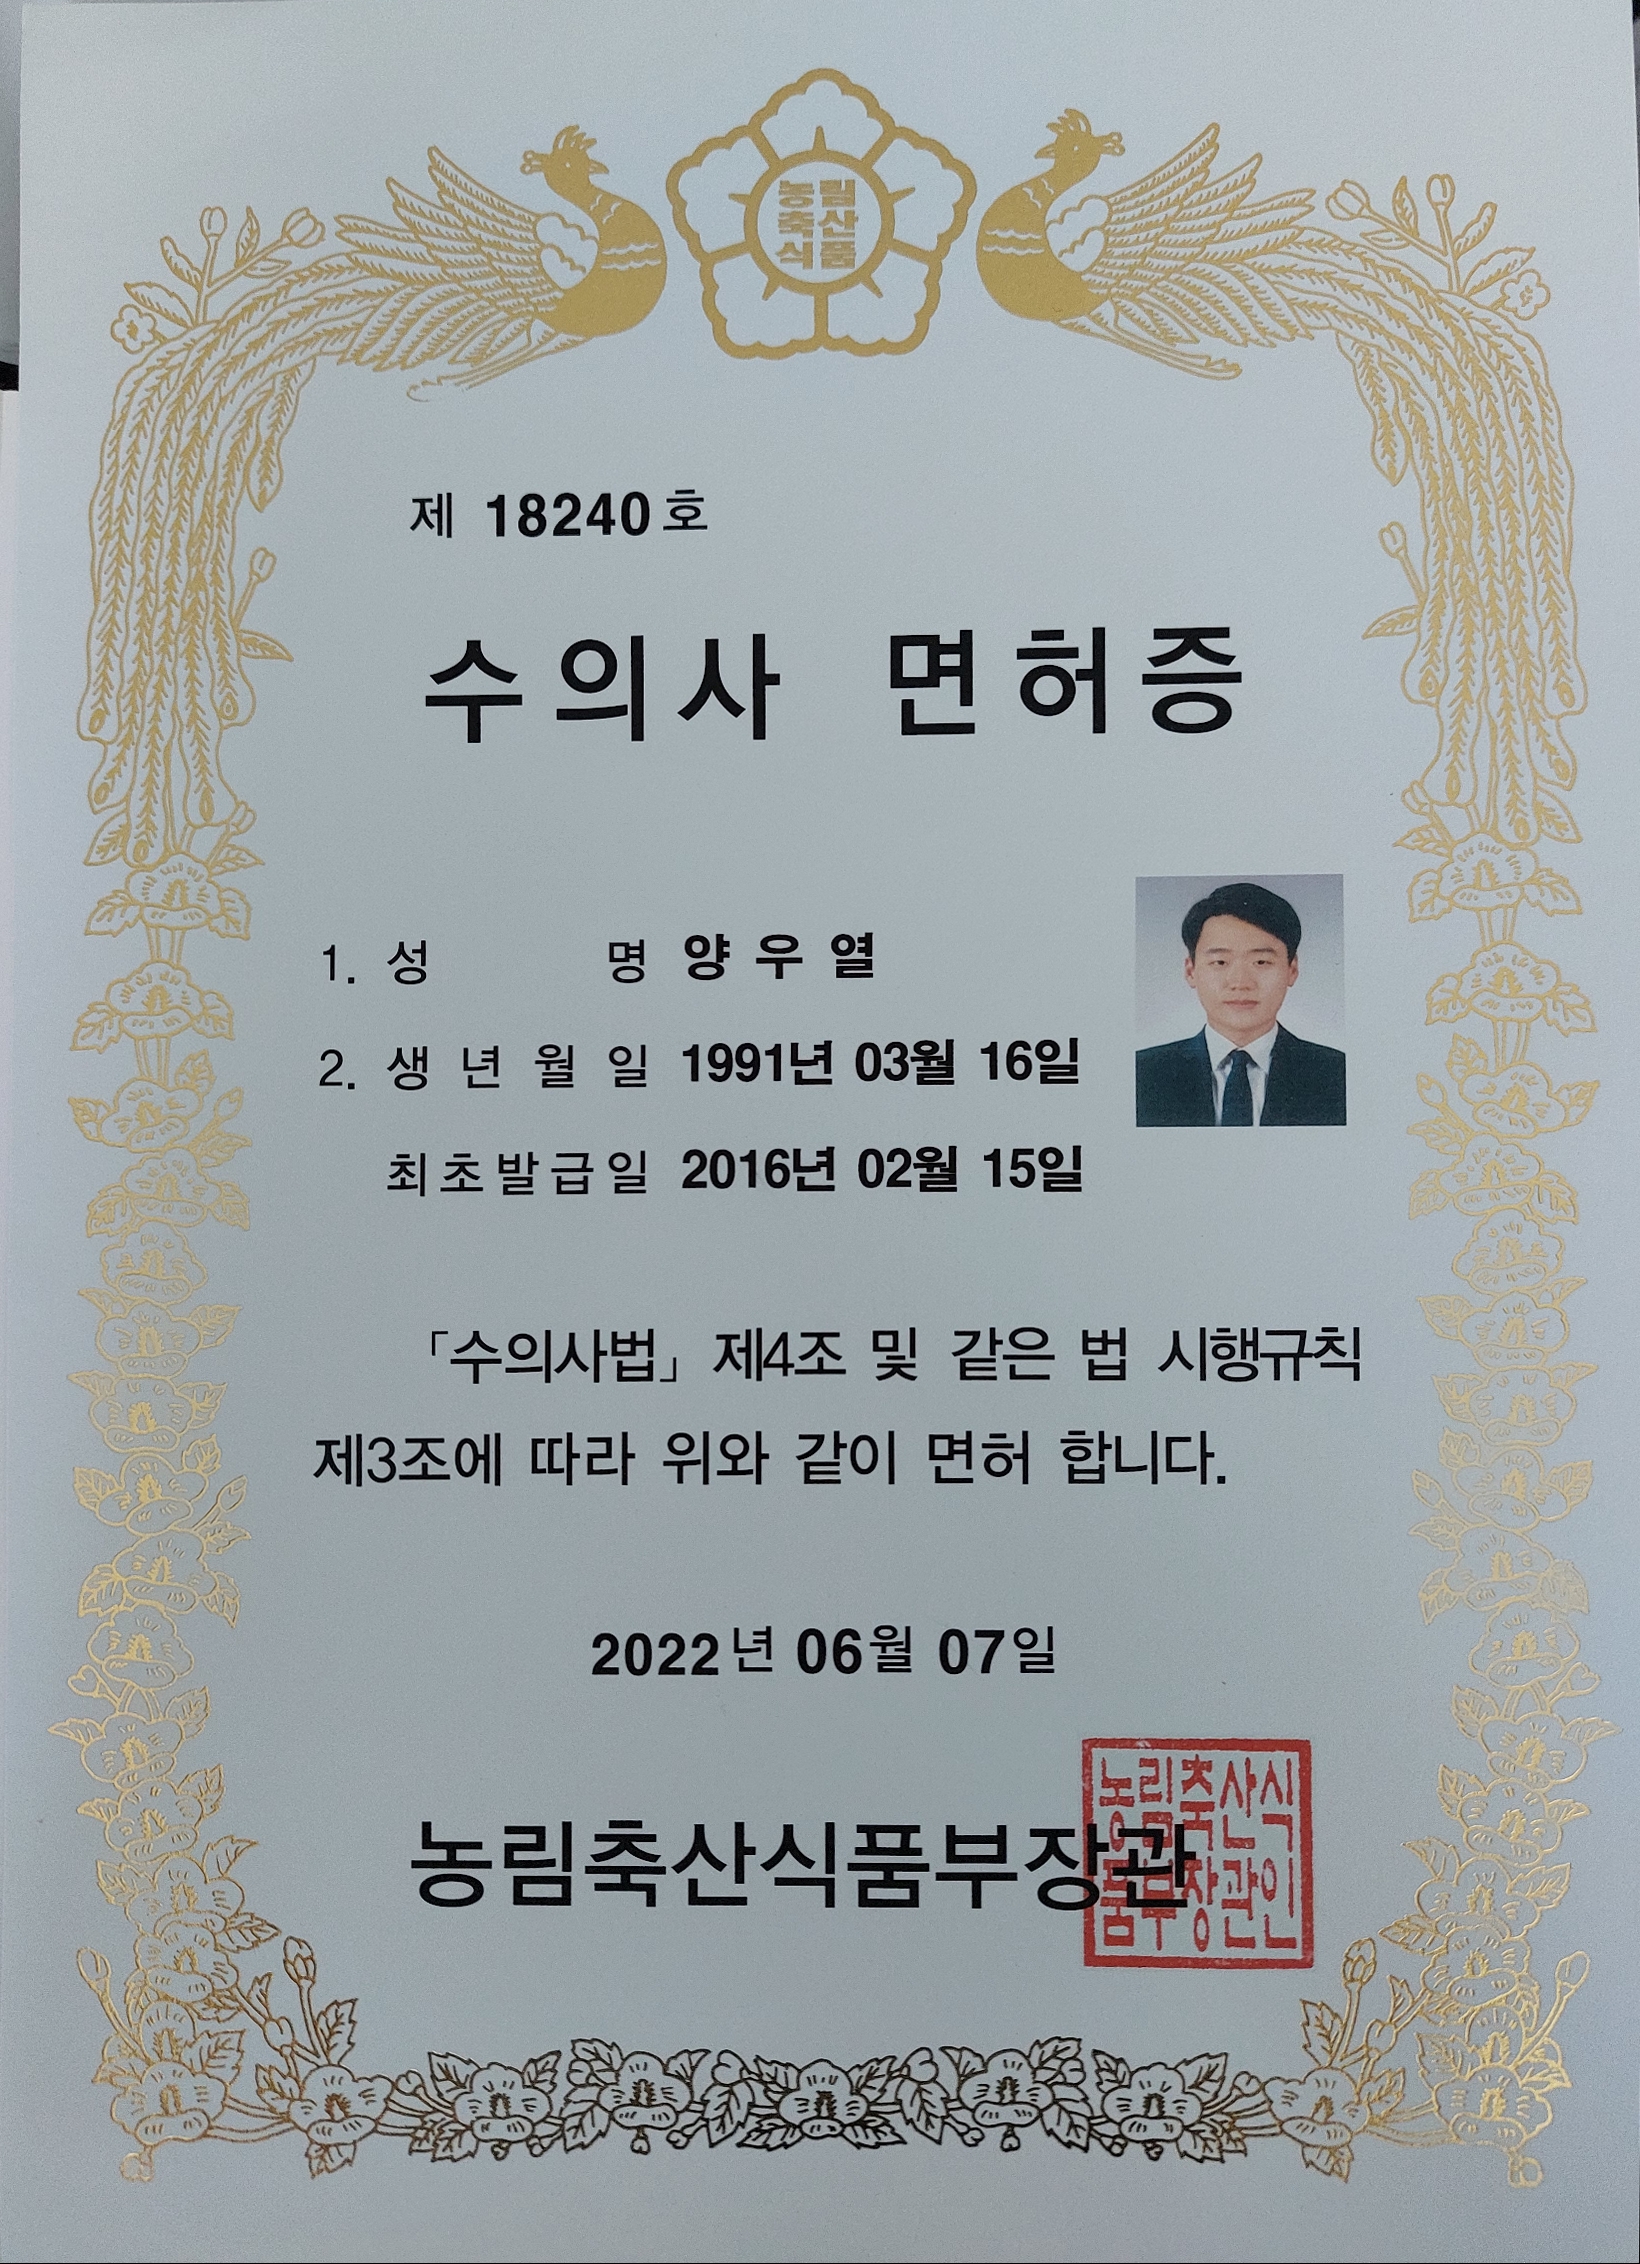 농림
축산
식품
제 18240호
수의사 면허증
1. 성 명 양우열
2. 생년월일 1991년 03월 16일
최초발급일 2016년 02월 15일
「수의사법」 제4조 및 같은 법 시행규칙
제3조에 따라 위와 같이 면허 합니다.
2022년 06월 07일
농림축산식품부장관
농림축산식
품부장관인